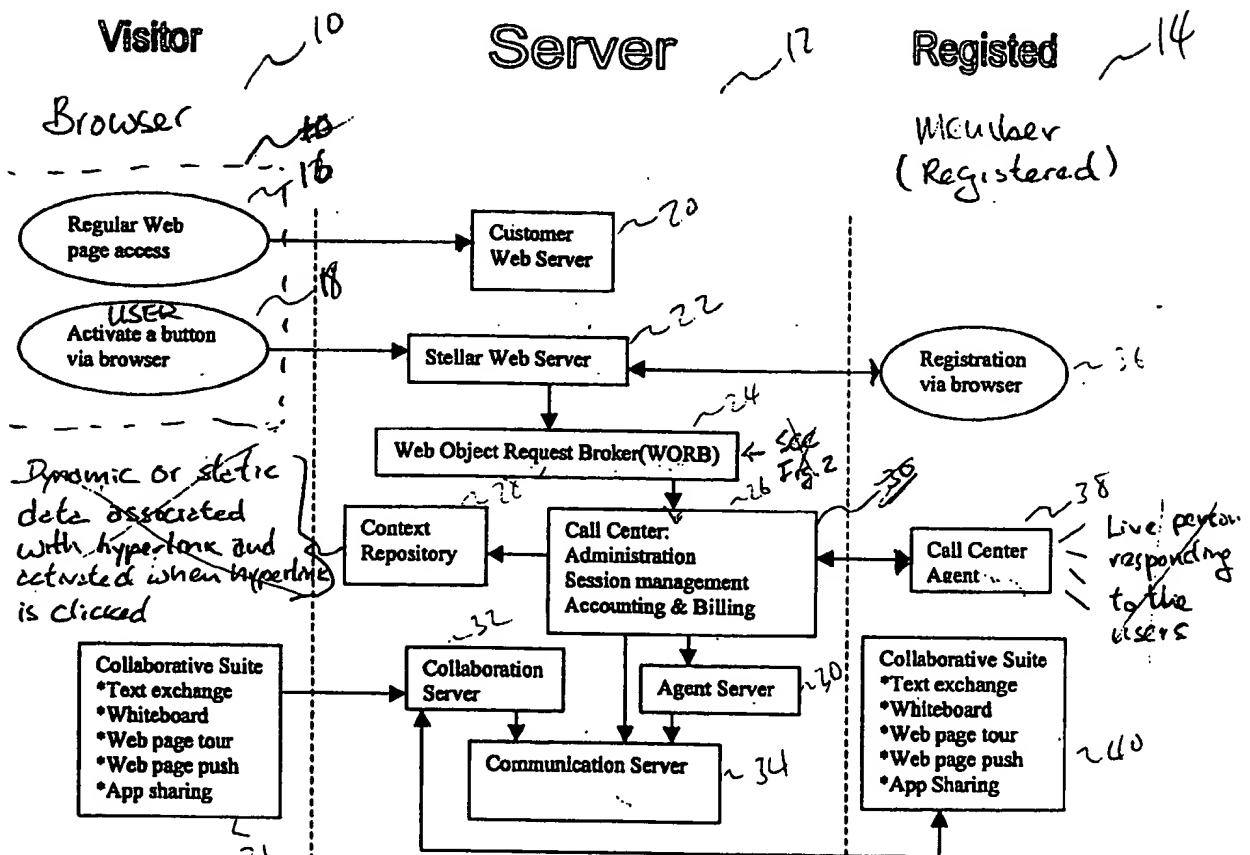 Visitor
10
Server
12
Registed
14
Browser
10
Member
(Registered)
16
Regular Web
page access
20
Customer
Web Server
18
USER
Activate a button
via browser
22
Stellar Web Server
Registration
via browser
36
24
Web Object Request Broker(WORB)
See
Fig. 2
Dynamic or static
data associated
with hyperlink and
activated when hyperlink
is clicked
28
Context
Repository
26
Call Center:
Administration
Session management
Accounting & Billing
30
38
Call Center
Agent
Live person
responding
to the
users
Collaborative Suite
*Text exchange
*Whiteboard
*Web page tour
*Web page push
*App sharing
32
Collaboration
Server
Agent Server
30
Communication Server
34
Collaborative Suite
*Text exchange
*Whiteboard
*Web page tour
*Web page push
*App Sharing
40